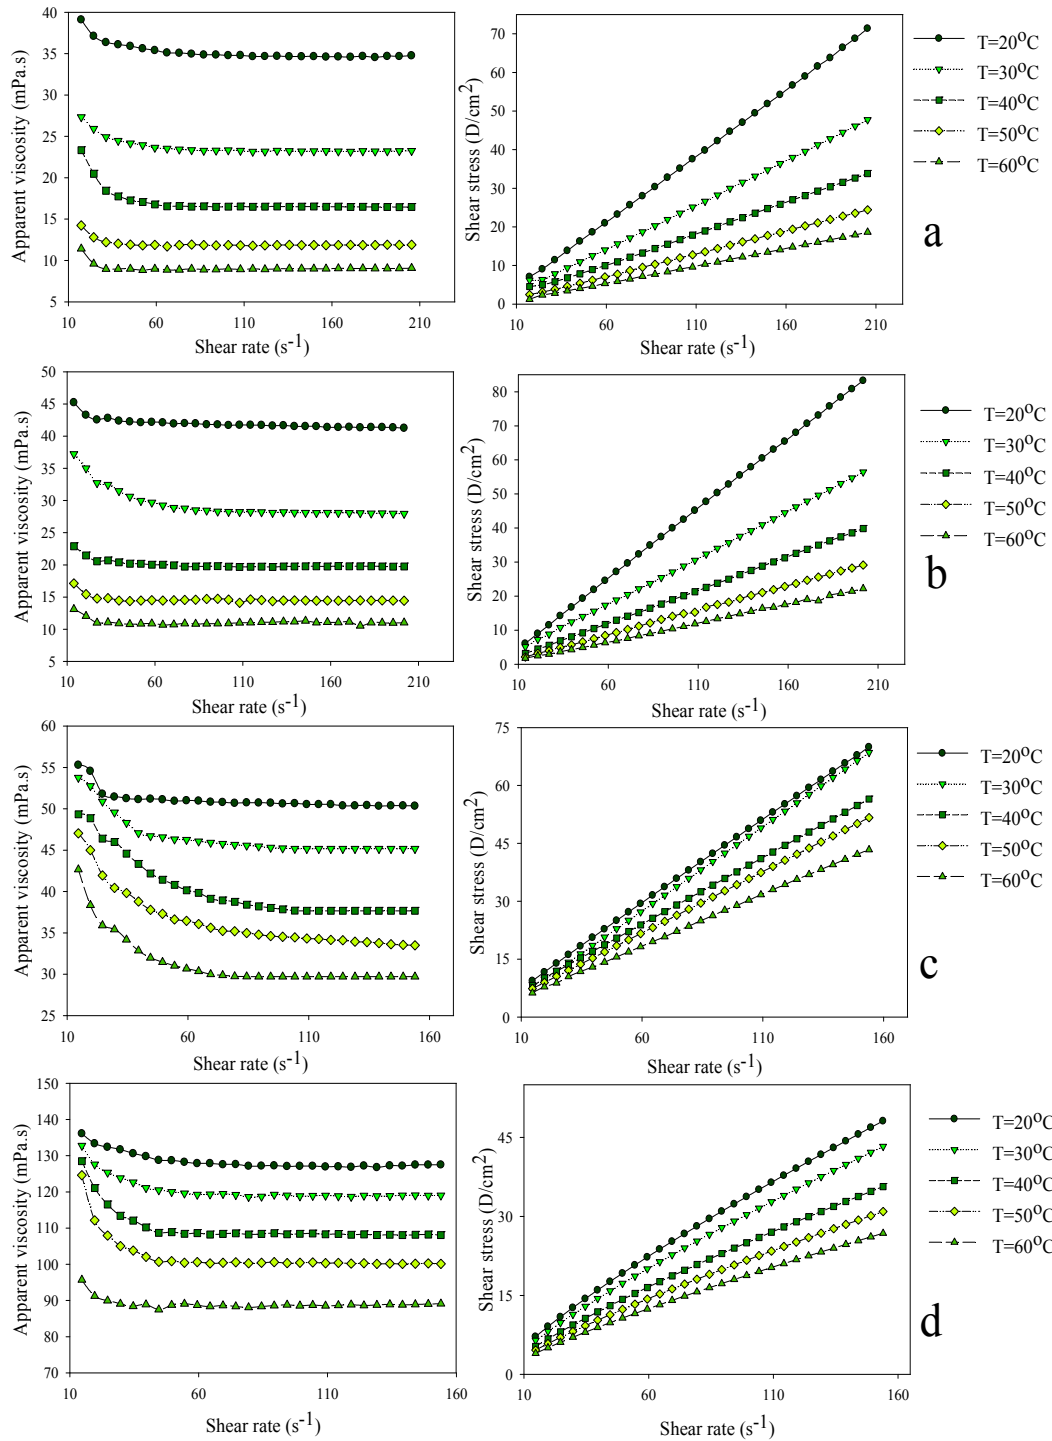 Apparent viscosity (mPa.s)
40
35
30
25
20
15
10
5
10 60 110 160 210
Shear rate (s-1)
Shear stress (D/cm2)
70
60
50
40
30
20
10
0
10 60 110 160 210
Shear rate (s-1)
T=20oC
T=30oC
T=40oC
T=50oC
T=60oC
a
Apparent viscosity (mPa.s)
50
45
40
35
30
25
20
15
10
5
10 60 110 160 210
Shear rate (s-1)
Shear stress (D/cm2)
80
60
50
40
30
20
10
0
10 60 110 160 210
Shear rate (s-1)
T=20oC
T=30oC
T=40oC
T=50oC
T=60oC
b
Apparent viscosity (mPa.s)
60
55
50
45
40
35
30
25
10 60 110 160
Shear rate (s-1)
Shear stress (D/cm2)
75
60
45
30
15
0
10 60 110 160
Shear rate (s-1)
T=20oC
T=30oC
T=40oC
T=50oC
T=60oC
c
Apparent viscosity (mPa.s)
150
140
130
120
110
100
90
80
70
10 60 110 160
Shear rate (s-1)
Shear stress (D/cm2)
45
30
15
0
10 60 110 160
Shear rate (s-1)
T=20oC
T=30oC
T=40oC
T=50oC
T=60oC
d